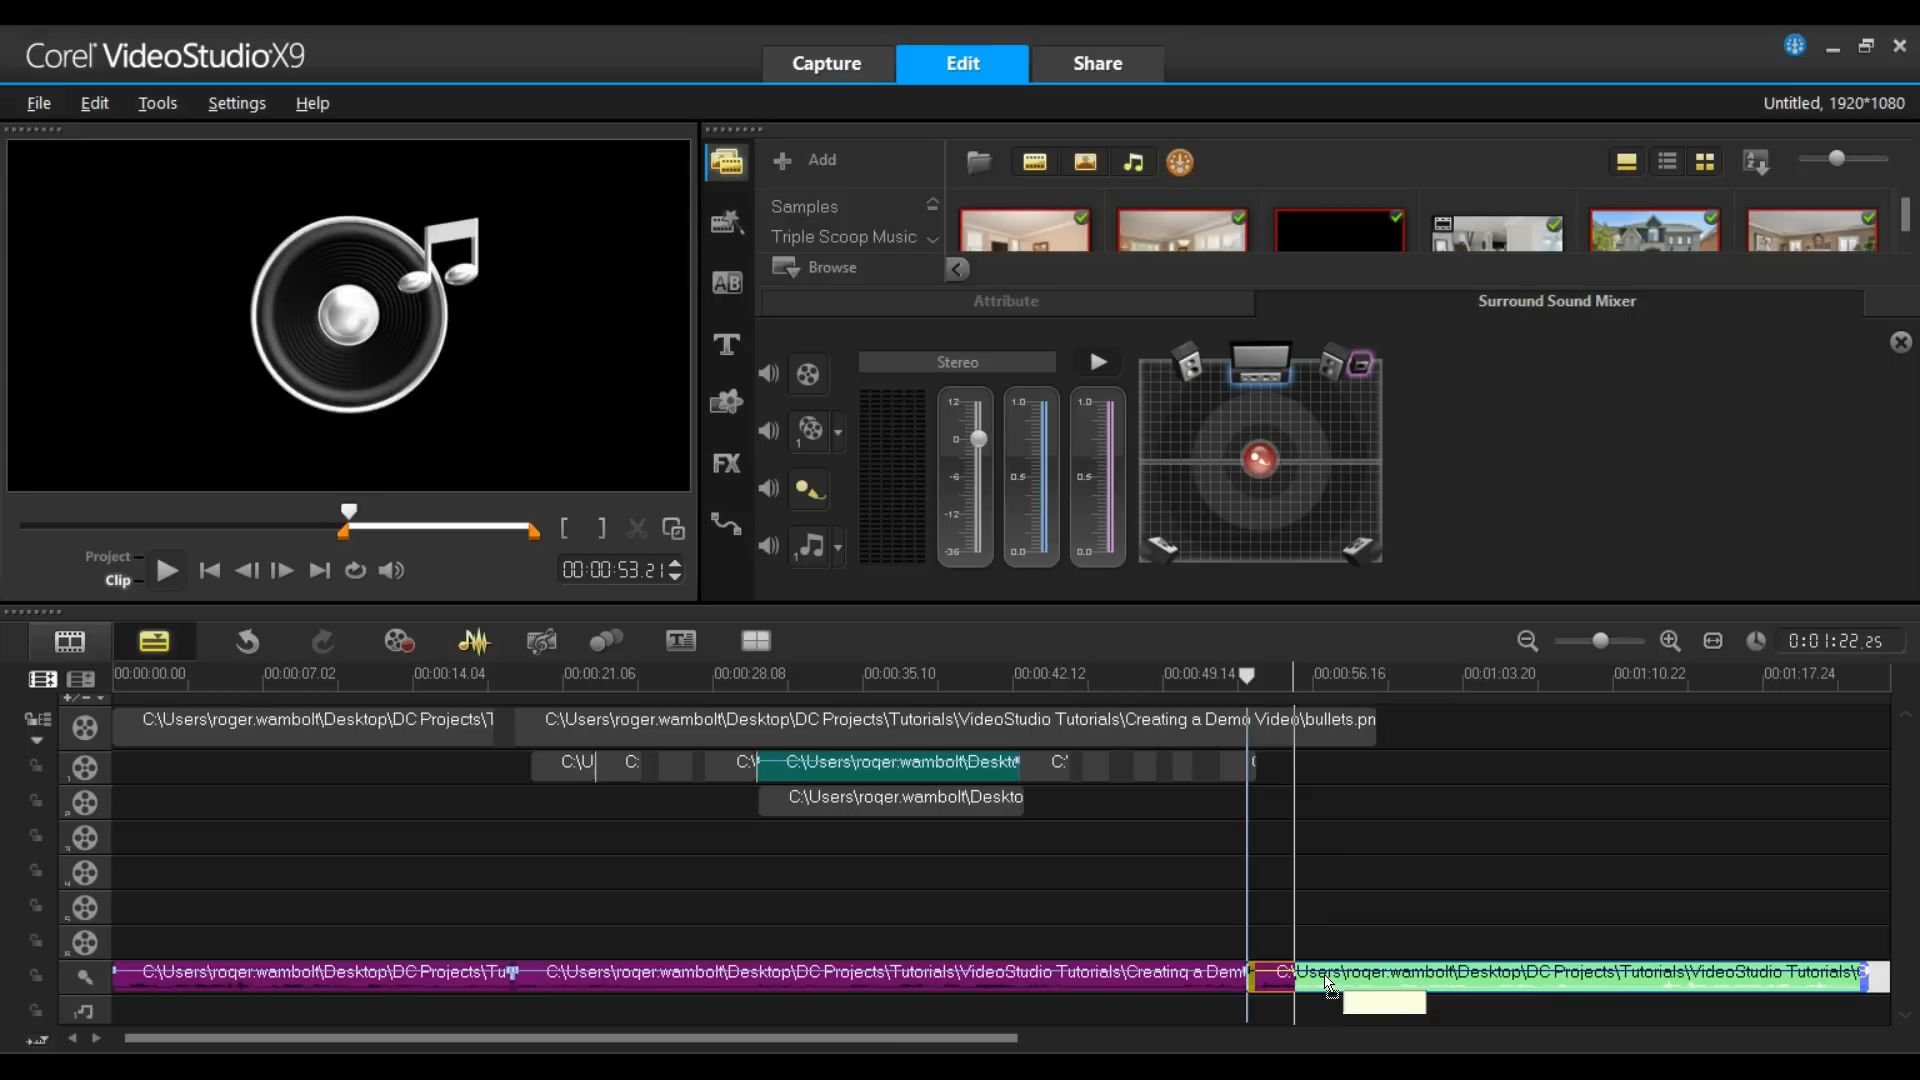 Corel VideoStudio X9
Capture
Edit
Share
File
Edit
Tools
Settings
Help
Untitled, 1920*1080
Add
Samples
Triple Scoop Music
Browse
Attribute
Surround Sound Mixer
AB
T
FX
Stereo
12
0
-6
-12
-36
1.0
0.5
0.0
1.0
0.5
0.0
Project
Clip
[ ]
00:00:53.21
0:01:22.25
00:00:00.00
00:00:07.02
00:00:14.04
00:00:21.06
00:00:28.08
00:00:35.10
00:00:42.12
00:00:49.14
00:00:56.16
00:01:03.20
00:01:10.22
00:01:17.24
C:\Users\roger.wambolt\Desktop\DC Projects\T
C:\Users\roger.wambolt\Desktop\DC Projects\Tutorials\VideoStudio Tutorials\Creating a Demo Video\bullets.pn
C:\U
C:
C:\
C:\Users\roger.wambolt\Deskto
C:'
C:\Users\roger.wambolt\Deskto
C:\Users\roger.wambolt\Desktop\DC Projects\Tu
C:\Users\roger.wambolt\Desktop\DC Projects\Tutorials\VideoStudio Tutorials\Creating a Dem
C:\Users\roger.wambolt\Desktop\DC Projects\Tutorials\VideoStudio Tutorials\